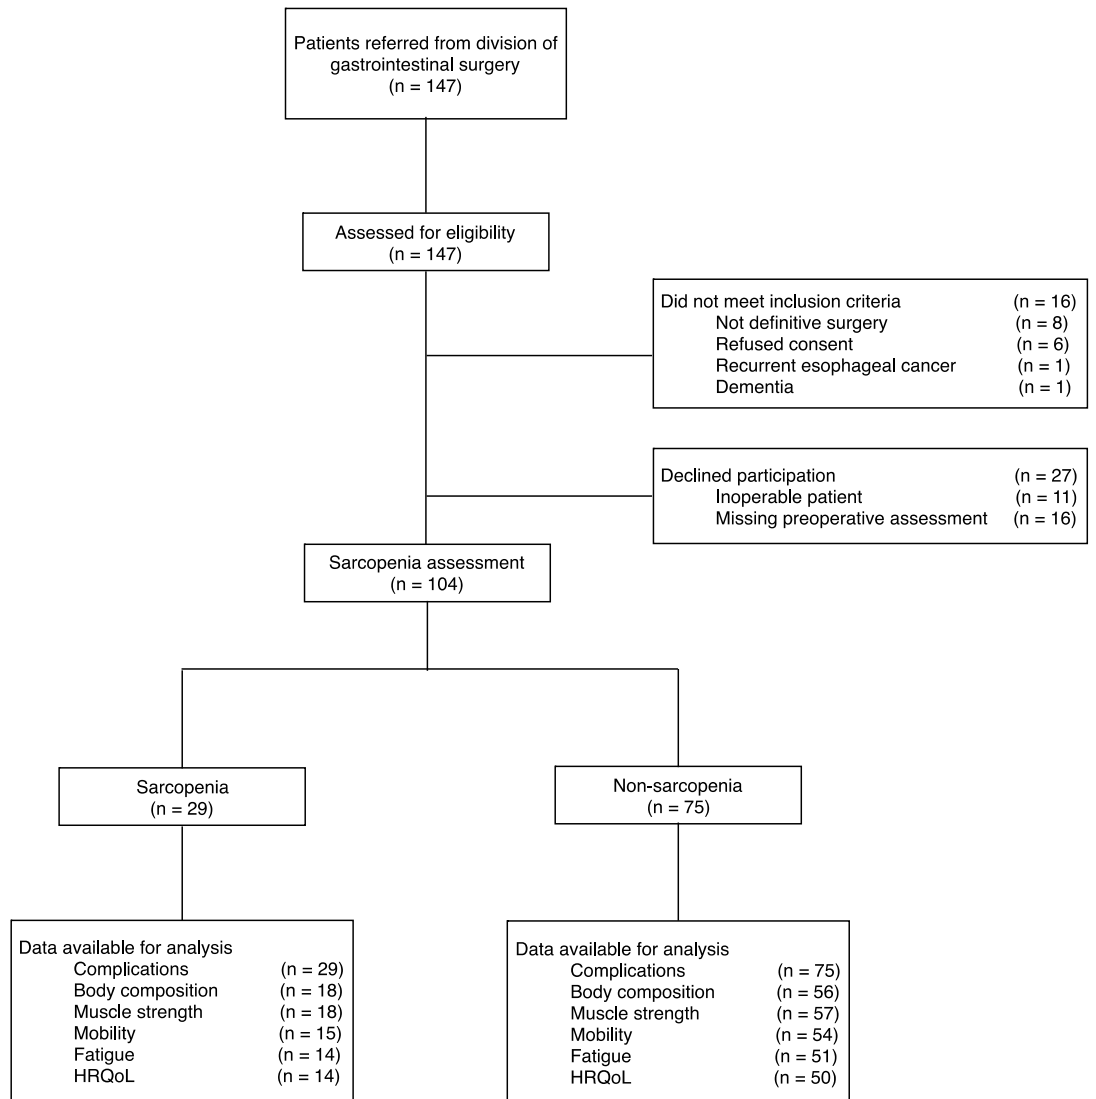 Patients referred from division of
gastrointestinal surgery
(n = 147)
Assessed for eligibility
(n = 147)
Did not meet inclusion criteria (n = 16)
Not definitive surgery (n = 8)
Refused consent (n = 6)
Recurrent esophageal cancer (n = 1)
Dementia (n = 1)
Declined participation (n = 27)
Inoperable patient (n = 11)
Missing preoperative assessment (n = 16)
Sarcopenia assessment
(n = 104)
Sarcopenia
(n = 29)
Non-sarcopenia
(n = 75)
Data available for analysis
Complications (n = 29)
Body composition (n = 18)
Muscle strength (n = 18)
Mobility (n = 15)
Fatigue (n = 14)
HRQoL (n = 14)
Data available for analysis
Complications (n = 75)
Body composition (n = 56)
Muscle strength (n = 57)
Mobility (n = 54)
Fatigue (n = 51)
HRQoL (n = 50)